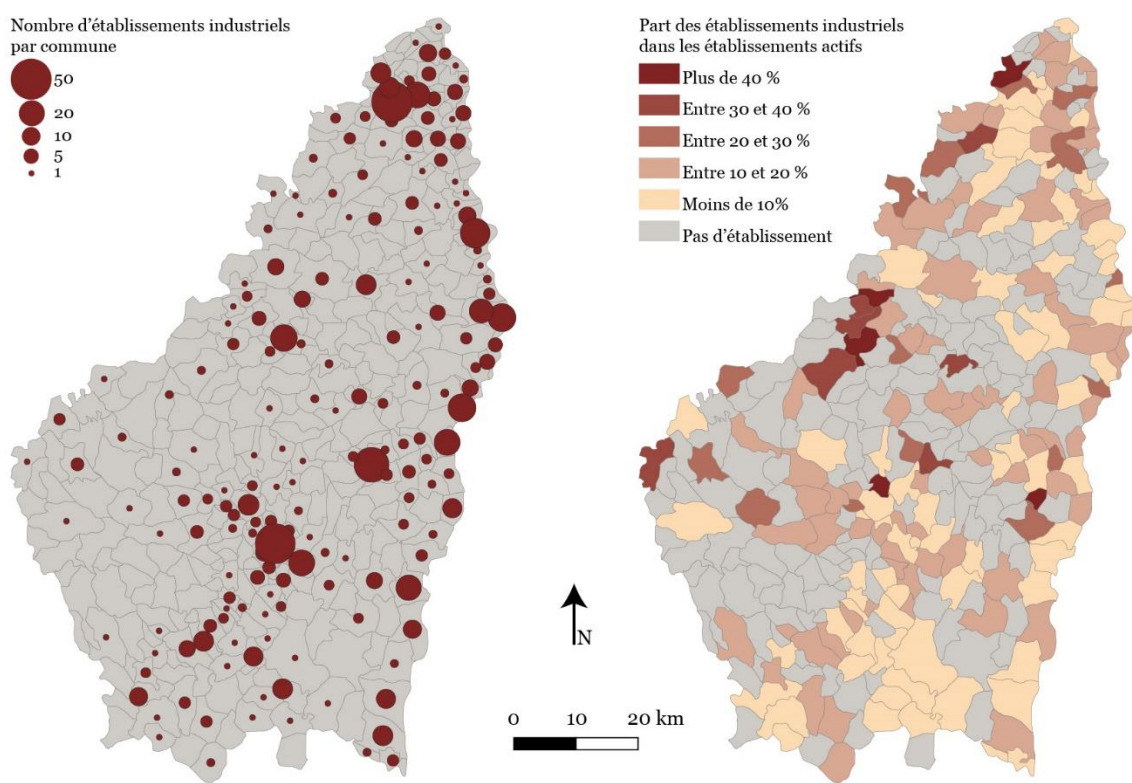 Nombre d'établissements industriels
par commune
50
20
10
5
1
Part des établissements industriels
dans les établissements actifs
Plus de 40 %
Entre 30 et 40 %
Entre 20 et 30 %
Entre 10 et 20 %
Moins de 10%
Pas d'établissement
N
0 10 20 km